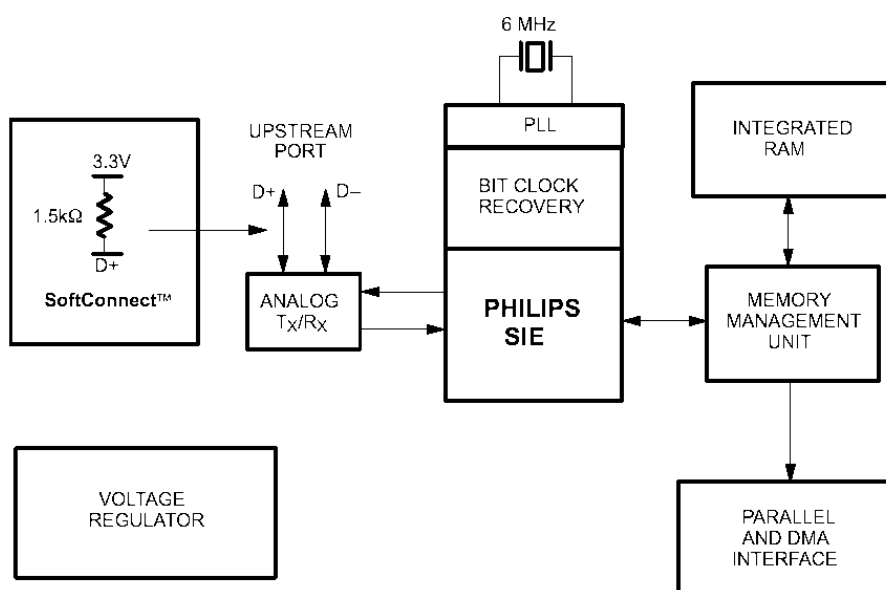 6 MHz
PLL
BIT CLOCK
RECOVERY
PHILIPS
SIE
UPSTREAM
PORT
D+
D–
3.3V
1.5kΩ
D+
SoftConnect™
ANALOG
TX/RX
INTEGRATED
RAM
MEMORY
MANAGEMENT
UNIT
VOLTAGE
REGULATOR
PARALLEL
AND DMA
INTERFACE